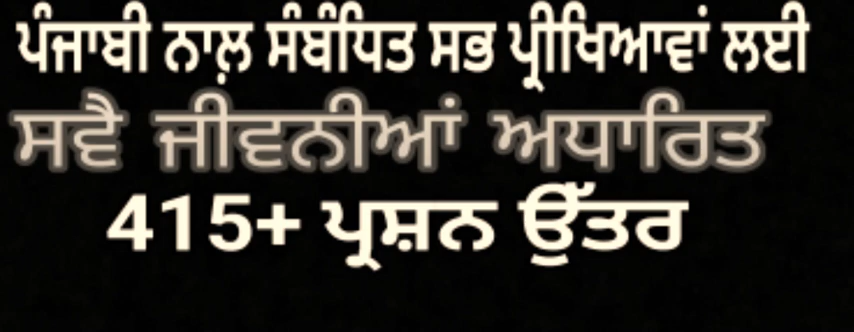 ਪੰਜਾਬੀ ਨਾਲ਼ ਸੰਬੰਧਿਤ ਸਭ ਪ੍ਰੀਖਿਆਵਾਂ ਲਈ
ਸਵੈ ਜੀਵਨੀਆਂ ਅਧਾਰਿਤ
415+ ਪ੍ਰਸ਼ਨ ਉੱਤਰ